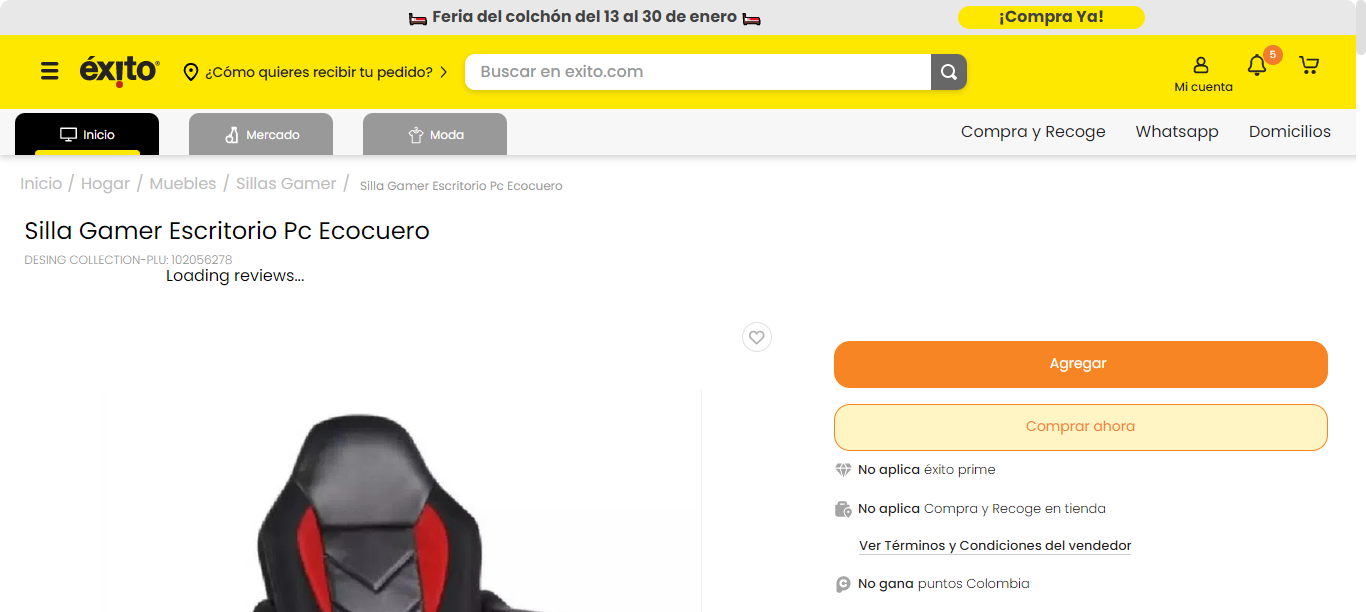 Feria del colchón del 13 al 30 de enero
¡Compra Ya!
éxito
¿Cómo quieres recibir tu pedido?
Buscar en exito.com
Mi cuenta
5
Inicio
Mercado
Moda
Compra y Recoge
Whatsapp
Domicilios
Inicio / Hogar / Muebles / Sillas Gamer / Silla Gamer Escritorio Pc Ecocuero
Silla Gamer Escritorio Pc Ecocuero
DESING COLLECTION-PLU: 102056278
Loading reviews...
Agregar
Comprar ahora
No aplica éxito prime
No aplica Compra y Recoge en tienda
Ver Términos y Condiciones del vendedor
No gana puntos Colombia